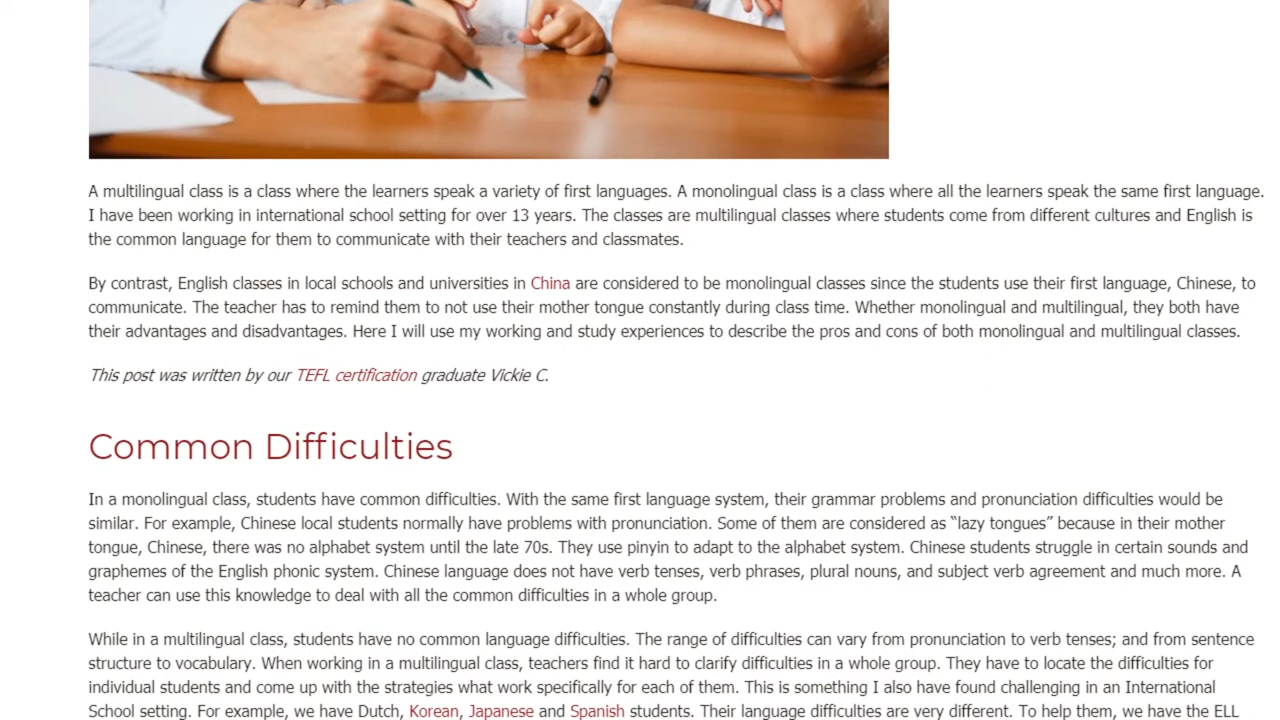 A multilingual class is a class where the learners speak a variety of first languages. A monolingual class is a class where all the learners speak the same first language.
I have been working in international school setting for over 13 years. The classes are multilingual classes where students come from different cultures and English is
the common language for them to communicate with their teachers and classmates.
By contrast, English classes in local schools and universities in China are considered to be monolingual classes since the students use their first language, Chinese, to
communicate. The teacher has to remind them to not use their mother tongue constantly during class time. Whether monolingual and multilingual, they both have
their advantages and disadvantages. Here I will use my working and study experiences to describe the pros and cons of both monolingual and multilingual classes.
This post was written by our TEFL certification graduate Vickie C.
Common Difficulties
In a monolingual class, students have common difficulties. With the same first language system, their grammar problems and pronunciation difficulties would be
similar. For example, Chinese local students normally have problems with pronunciation. Some of them are considered as “lazy tongues” because in their mother
tongue, Chinese, there was no alphabet system until the late 70s. They use pinyin to adapt to the alphabet system. Chinese students struggle in certain sounds and
graphemes of the English phonic system. Chinese language does not have verb tenses, verb phrases, plural nouns, and subject verb agreement and much more. A
teacher can use this knowledge to deal with all the common difficulties in a whole group.
While in a multilingual class, students have no common language difficulties. The range of difficulties can vary from pronunciation to verb tenses; and from sentence
structure to vocabulary. When working in a multilingual class, teachers find it hard to clarify difficulties in a whole group. They have to locate the difficulties for
individual students and come up with the strategies what work specifically for each of them. This is something I also have found challenging in an International
School setting. For example, we have Dutch, Korean, Japanese and Spanish students. Their language difficulties are very different. To help them, we have the ELL